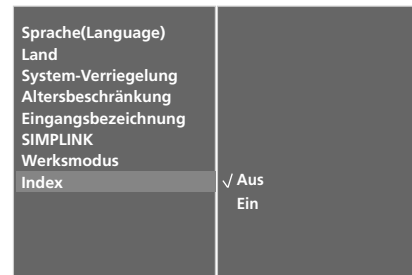 Sprache(Language)
Land
System-Verriegelung
Altersbeschränkung
Eingangsbezeichnung
SIMPLINK
Werksmodus
Index
√ Aus
Ein